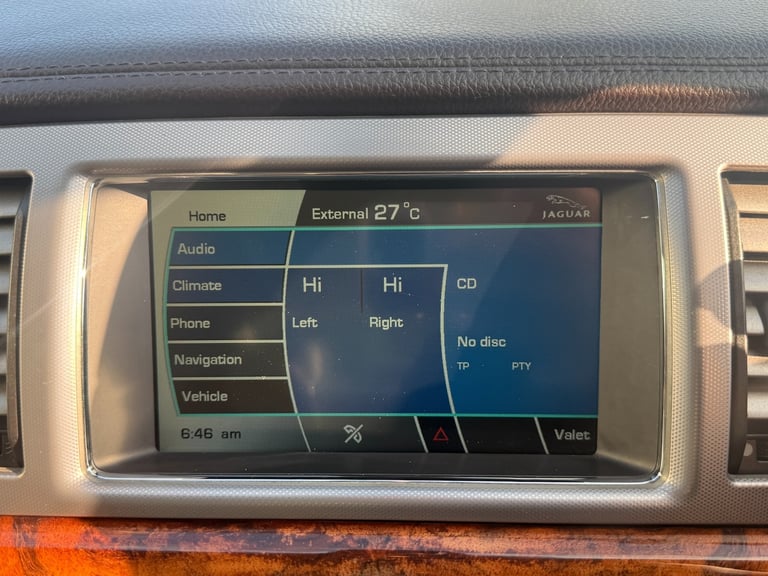 Home
External 27°C
JAGUAR
Audio
Climate
Hi
Hi
CD
Phone
Left
Right
No disc
Navigation
TP
PTY
Vehicle
6:46 am
Valet